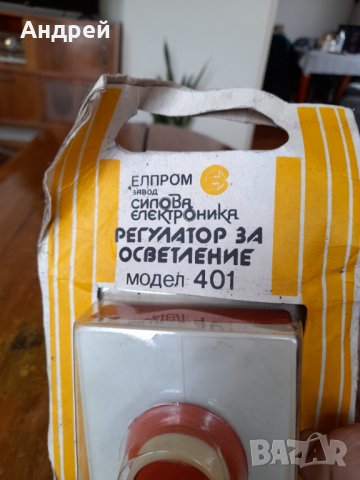 Андрей
ЕЛПРОМ
ЗАВОД
СИЛОВА
ЕЛЕКТРОНИКА
РЕГУЛАТОР ЗА
ОСВЕТЛЕНИЕ
МОДЕЛ 401
BAZAR